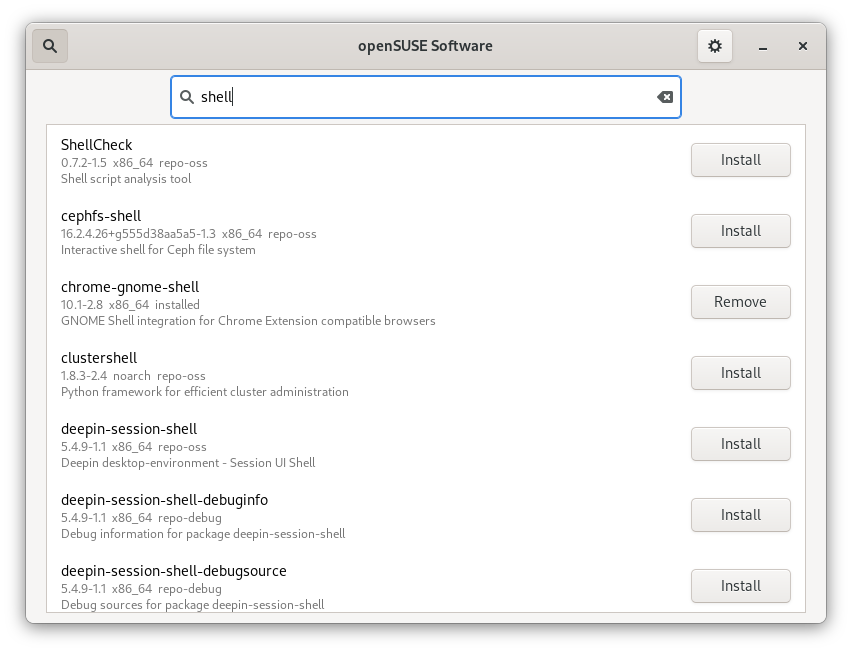 openSUSE Software
shell
ShellCheck
0.7.2-1.5 x86_64 repo-oss
Shell script analysis tool
Install
cephfs-shell
16.2.4.26+g555d38aa5a5-1.3 x86_64 repo-oss
Interactive shell for Ceph file system
Install
chrome-gnome-shell
10.1-2.8 x86_64 installed
GNOME Shell integration for Chrome Extension compatible browsers
Remove
clustershell
1.8.3-2.4 noarch repo-oss
Python framework for efficient cluster administration
Install
deepin-session-shell
5.4.9-1.1 x86_64 repo-oss
Deepin desktop-environment - Session UI Shell
Install
deepin-session-shell-debuginfo
5.4.9-1.1 x86_64 repo-debug
Debug information for package deepin-session-shell
Install
deepin-session-shell-debugsource
5.4.9-1.1 x86_64 repo-debug
Debug sources for package deepin-session-shell
Install